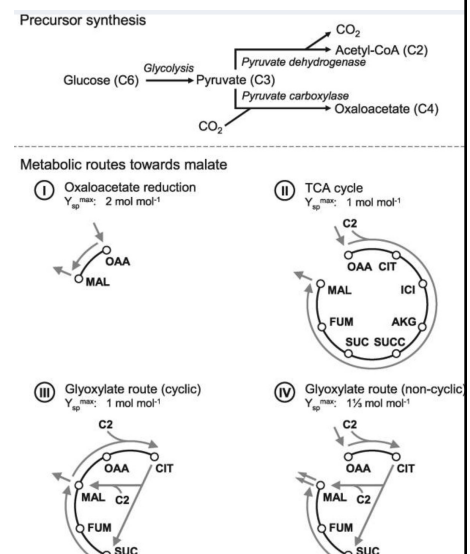 Precursor synthesis
CO2
Acetyl-CoA (C2)
Pyruvate dehydrogenase
Glycolysis
Glucose (C6)
Pyruvate (C3)
Pyruvate carboxylase
Oxaloacetate (C4)
CO2
Metabolic routes towards malate
I Oxaloacetate reduction
Ysp max: 2 mol mol-1
OAA
MAL
II TCA cycle
Ysp max: 1 mol mol-1
C2
OAA CIT
MAL ICI
FUM AKG
SUC SUCC
III Glyoxylate route (cyclic)
Ysp max: 1 mol mol-1
C2
OAA CIT
MAL C2
FUM
SUC
IV Glyoxylate route (non-cyclic)
Ysp max: 1⅓ mol mol-1
C2
OAA CIT
MAL C2
FUM
SUC